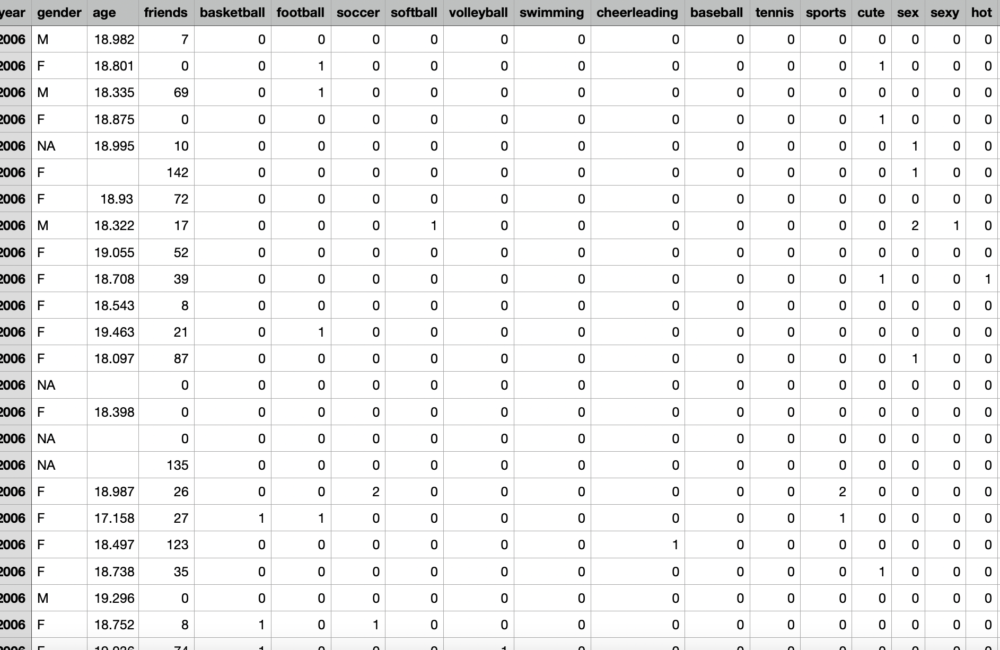 year gender age friends basketball football soccer softball volleyball swimming cheerleading baseball tennis sports cute sex sexy hot
2006 M 18.982 7 0 0 0 0 0 0 0 0 0 0 0 0 0 0
2006 F 18.801 0 0 1 0 0 0 0 0 0 0 0 1 0 0 0
2006 M 18.335 69 0 1 0 0 0 0 0 0 0 0 0 0 0 0
2006 F 18.875 0 0 0 0 0 0 0 0 0 0 0 1 0 0 0
2006 NA 18.995 10 0 0 0 0 0 0 0 0 0 0 0 1 0 0
2006 F 142 0 0 0 0 0 0 0 0 0 0 0 1 0 0
2006 F 18.93 72 0 0 0 0 0 0 0 0 0 0 0 0 0 0
2006 M 18.322 17 0 0 0 1 0 0 0 0 0 0 0 2 1 0
2006 F 19.055 52 0 0 0 0 0 0 0 0 0 0 0 0 0 0
2006 F 18.708 39 0 0 0 0 0 0 0 0 0 0 1 0 0 1
2006 F 18.543 8 0 0 0 0 0 0 0 0 0 0 0 0 0 0
2006 F 19.463 21 0 1 0 0 0 0 0 0 0 0 0 0 0 0
2006 F 18.097 87 0 0 0 0 0 0 0 0 0 0 0 1 0 0
2006 NA 0 0 0 0 0 0 0 0 0 0 0 0 0 0 0
2006 F 18.398 0 0 0 0 0 0 0 0 0 0 0 0 0 0 0
2006 NA 0 0 0 0 0 0 0 0 0 0 0 0 0 0 0
2006 NA 135 0 0 0 0 0 0 0 0 0 0 0 0 0 0
2006 F 18.987 26 0 0 2 0 0 0 0 0 0 2 0 0 0 0
2006 F 17.158 27 1 1 0 0 0 0 0 0 0 1 0 0 0 0
2006 F 18.497 123 0 0 0 0 0 0 1 0 0 0 0 0 0 0
2006 F 18.738 35 0 0 0 0 0 0 0 0 0 0 1 0 0 0
2006 M 19.296 0 0 0 0 0 0 0 0 0 0 0 0 0 0 0
2006 F 18.752 8 1 0 1 0 0 0 0 0 0 0 0 0 0 0